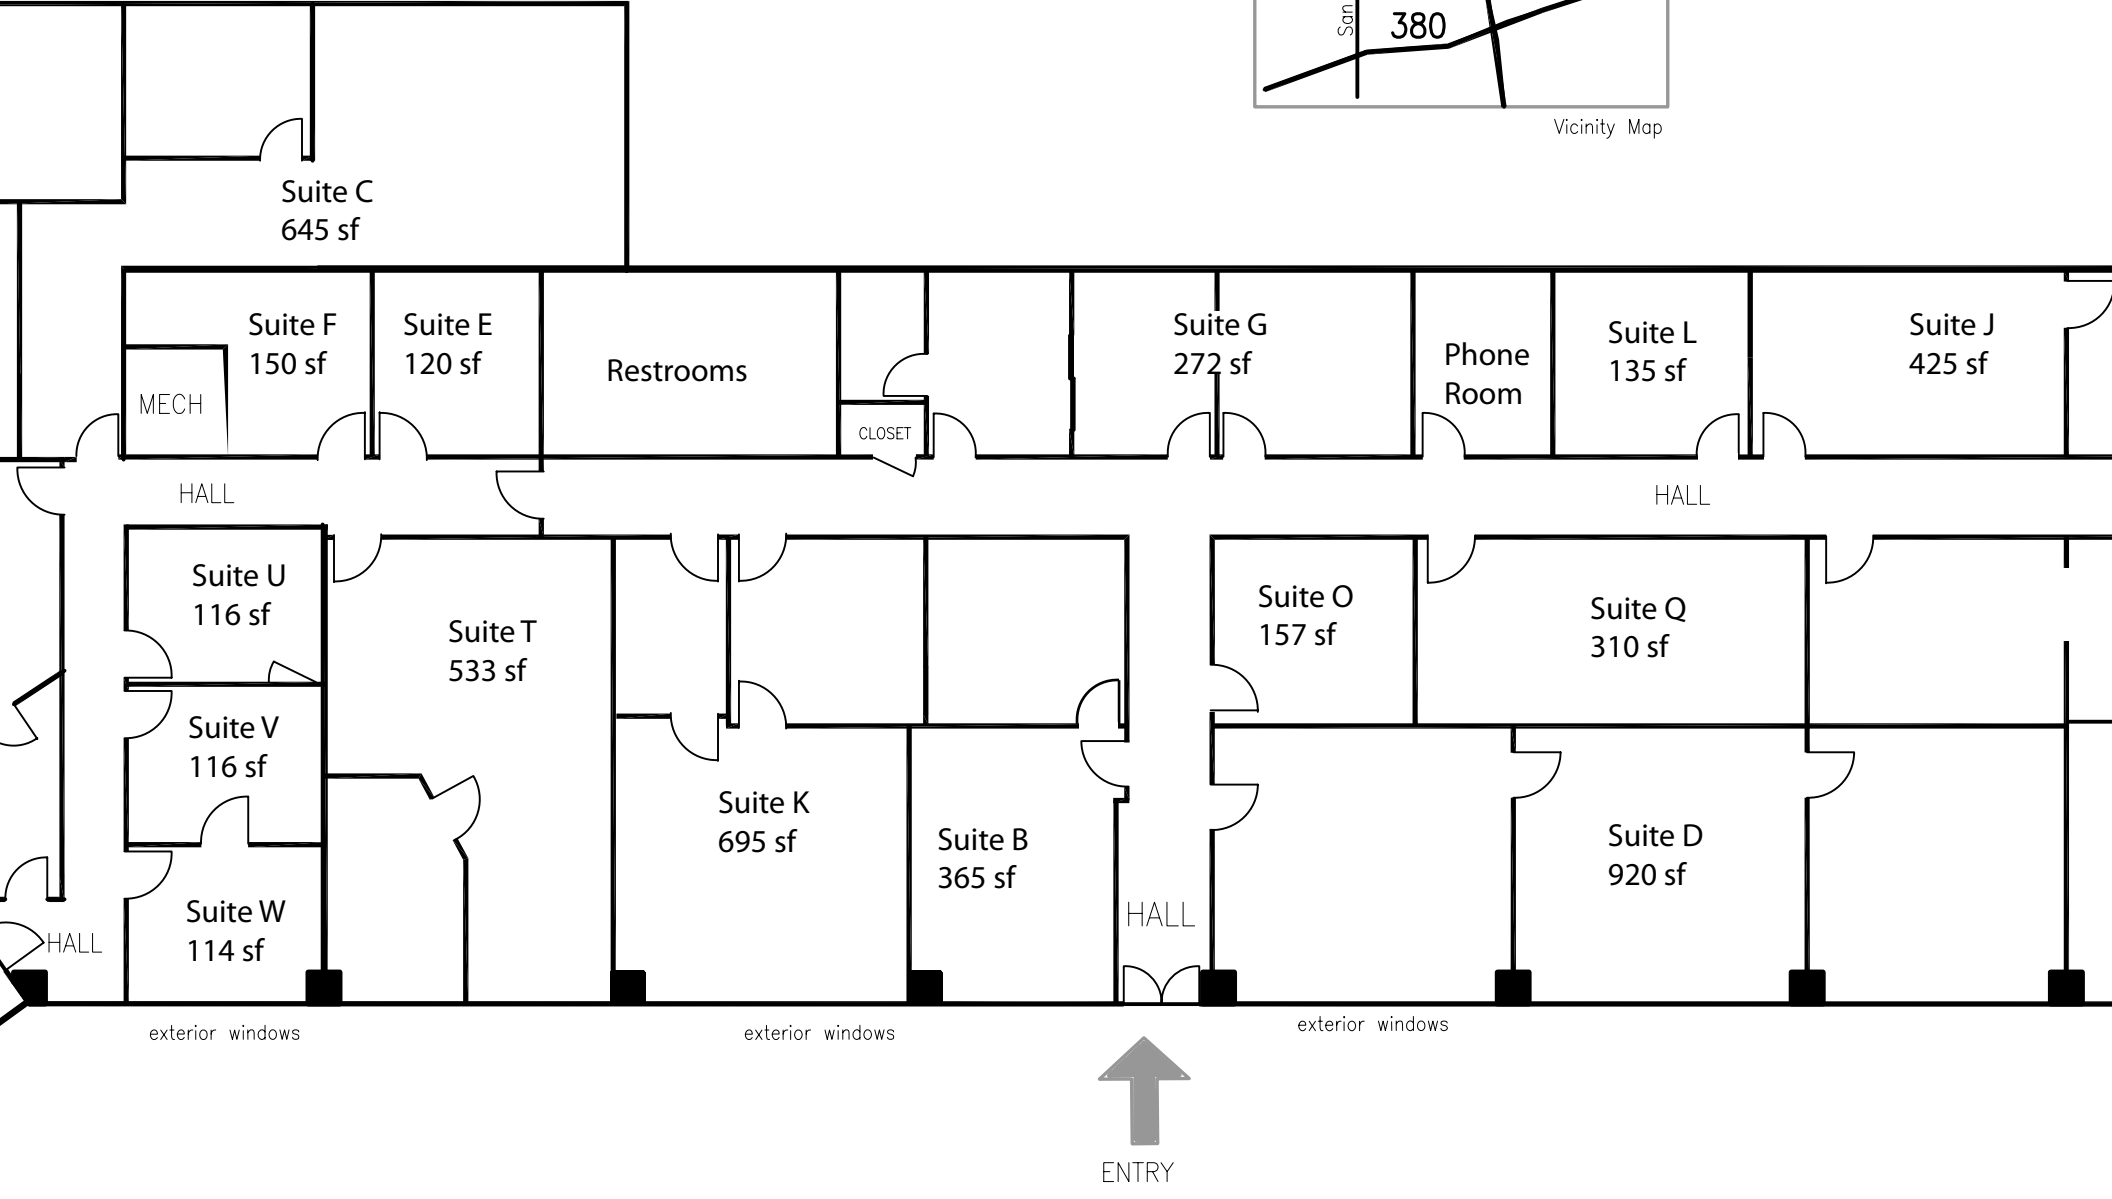 San
380
Vicinity Map
Suite C
645 sf
Suite F
150 sf
MECH
Suite E
120 sf
Restrooms
CLOSET
Suite G
272 sf
Phone
Room
Suite L
135 sf
Suite J
425 sf
HALL
HALL
Suite U
116 sf
Suite V
116 sf
Suite W
114 sf
HALL
Suite T
533 sf
Suite K
695 sf
Suite B
365 sf
HALL
Suite O
157 sf
Suite Q
310 sf
Suite D
920 sf
exterior windows
exterior windows
exterior windows
ENTRY